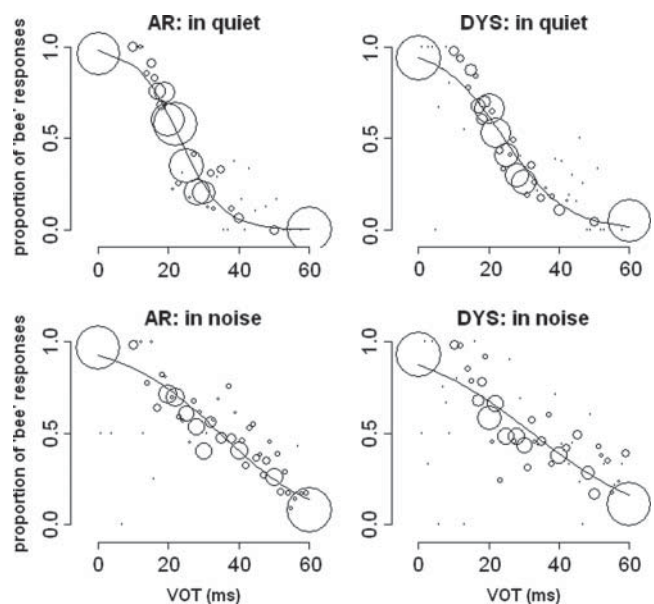 AR: in quiet
DYS: in quiet
proportion of 'bee' responses
1.0
0.5
0.0
0 20 40 60
1.0
0.5
0.0
0 20 40 60
AR: in noise
DYS: in noise
proportion of 'bee' responses
1.0
0.5
0.0
0 20 40 60
VOT (ms)
1.0
0.5
0.0
0 20 40 60
VOT (ms)